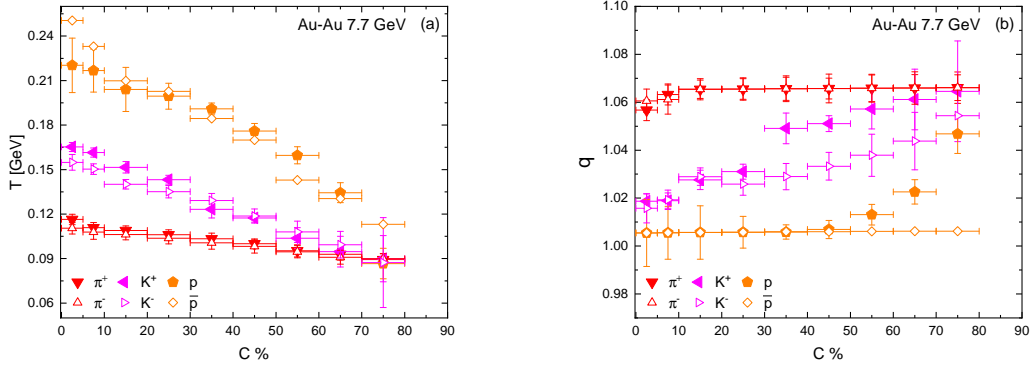 Au-Au 7.7 GeV (a)
T [GeV]
0.24
0.21
0.18
0.15
0.12
0.09
0.06
π⁺ K⁺ p
π⁻ K⁻ p̅
0 10 20 30 40 50 60 70 80 90
C %
Au-Au 7.7 GeV (b)
q
1.10
1.08
1.06
1.04
1.02
1.00
0.98
π⁺ K⁺ p
π⁻ K⁻ p̅
0 10 20 30 40 50 60 70 80 90
C %